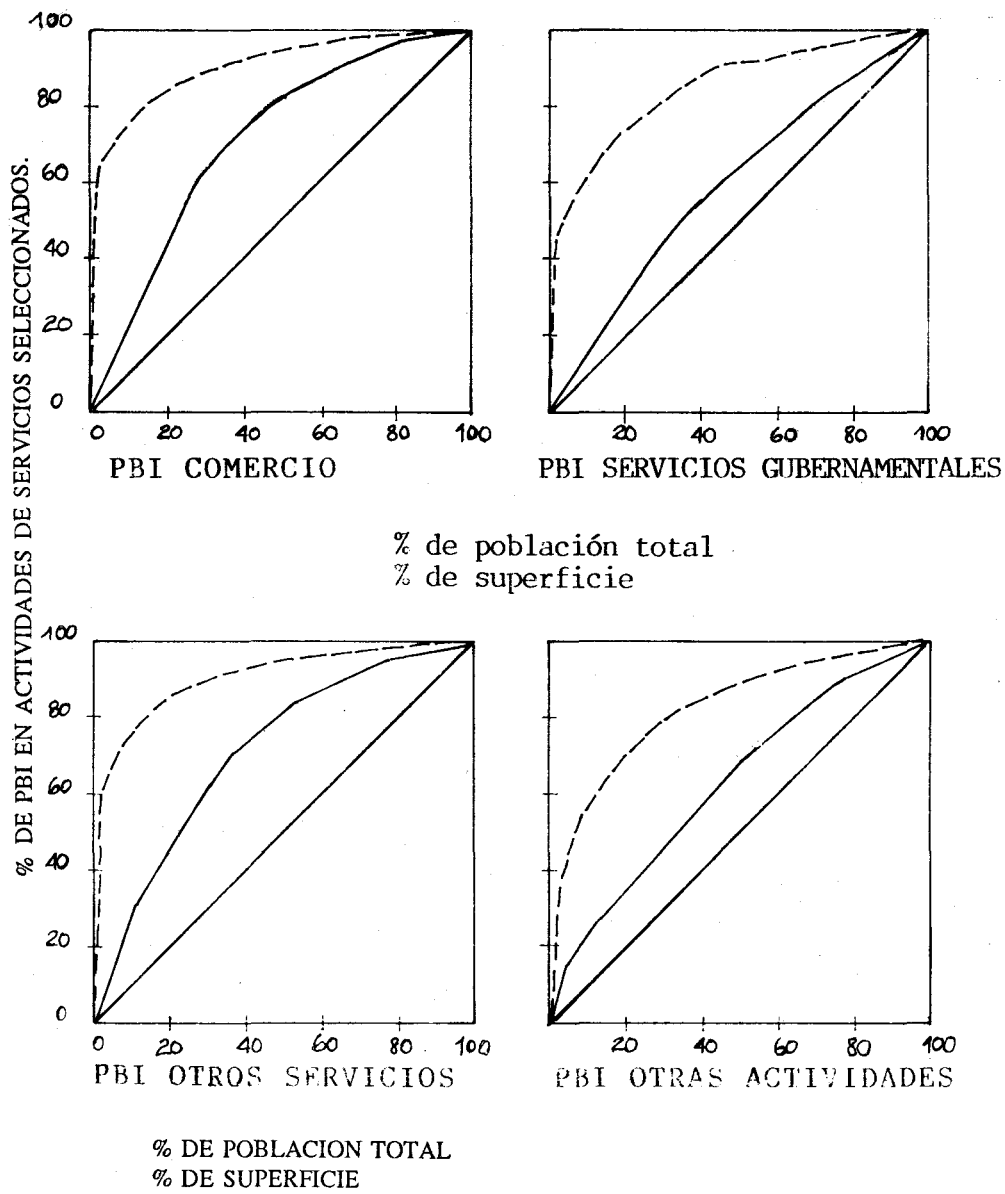 % DE PBI EN ACTIVIDADES DE SERVICIOS SELECCIONADOS.
100
80
60
40
20
0
0 20 40 60 80 100
PBI COMERCIO
20 40 60 80 100
PBI SERVICIOS GUBERNAMENTALES
% de población total
% de superficie
100
80
60
40
20
0
0 20 40 60 80 100
PBI OTROS SERVICIOS
20 40 60 80 100
PBI OTRAS ACTIVIDADES
% DE POBLACION TOTAL
% DE SUPERFICIE